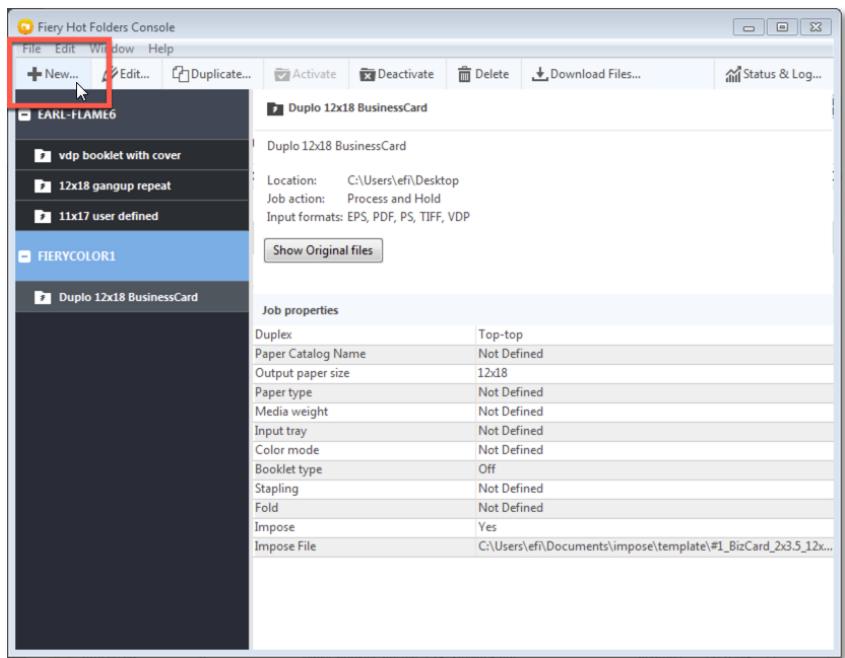 Fiery Hot Folders Console
File Edit Window Help
New... Edit... Duplicate... Activate Deactivate Delete Download Files... Status & Log...
EARL-FLAME6
vdp booklet with cover
12x18 gangup repeat
11x17 user defined
FIERYCOLOR1
Duplo 12x18 BusinessCard
Duplo 12x18 BusinessCard
Duplo 12x18 BusinessCard
Location: C:\Users\efi\Desktop
Job action: Process and Hold
Input formats: EPS, PDF, PS, TIFF, VDP
Show Original files
Job properties
Duplex Top-top
Paper Catalog Name Not Defined
Output paper size 12x18
Paper type Not Defined
Media weight Not Defined
Input tray Not Defined
Color mode Not Defined
Booklet type Off
Stapling Not Defined
Fold Not Defined
Impose Yes
Impose File C:\Users\efi\Documents\impose\template\#1_BizCard_2x3.5_12x...